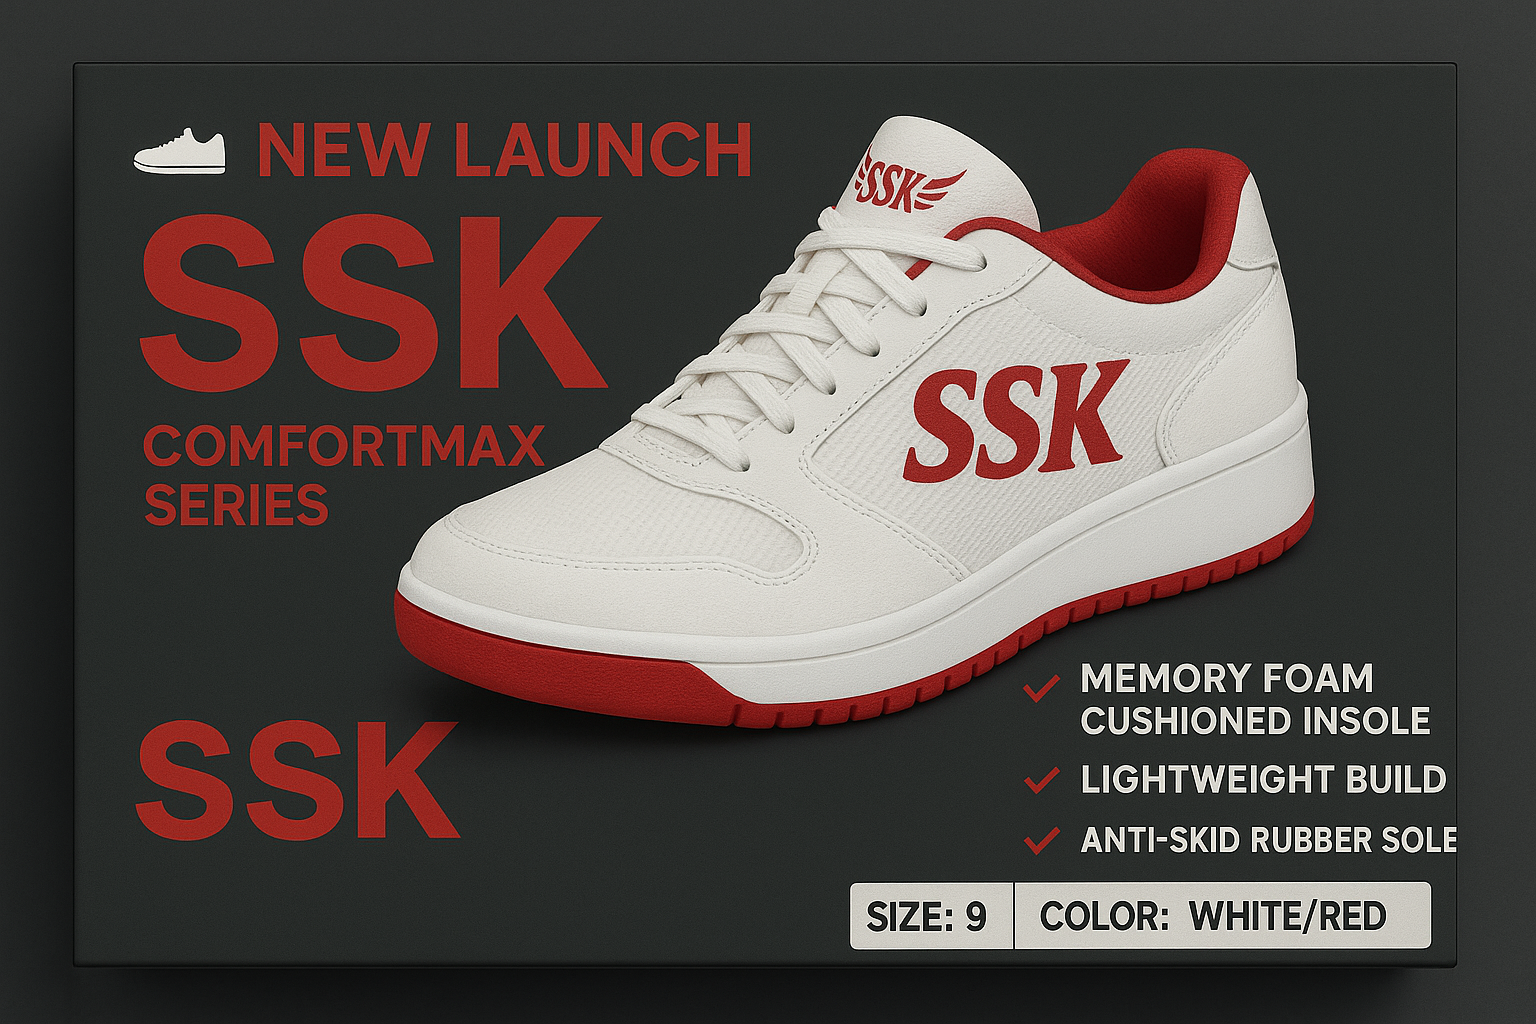 NEW LAUNCH
SSK
COMFORTMAX
SERIES
SSK
SSK
SSK
MEMORY FOAM
CUSHIONED INSOLE
LIGHTWEIGHT BUILD
ANTI-SKID RUBBER SOLE
SIZE: 9
COLOR: WHITE/RED